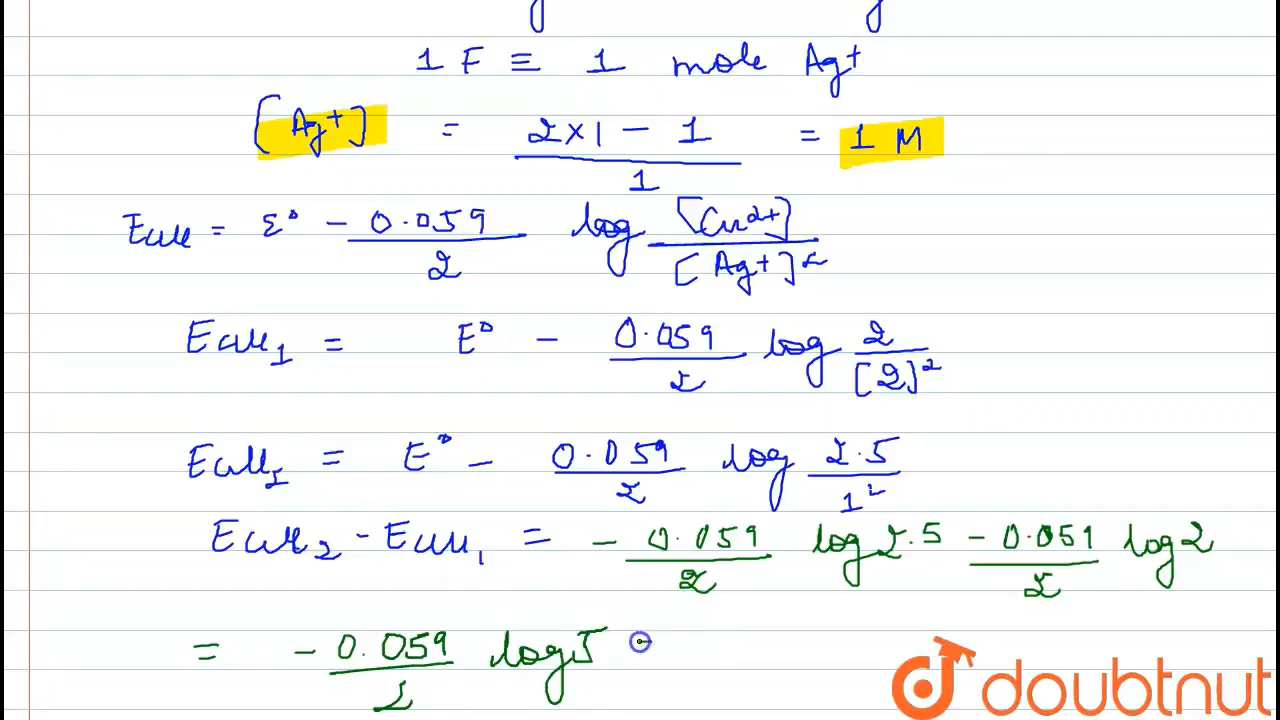 1 F ≡ 1 mole Ag+
[Ag+] = 2×1 − 1 / 1 = 1 M
Ecell = E° − 0.059 / 2 log [Cu2+] / [Ag+]2
Ecell1 = E° − 0.059 / 2 log 2 / [2]2
Ecell2 = E° − 0.059 / 2 log 2.5 / 12
Ecell2 - Ecell1 = − 0.059 / 2 log 2.5 − 0.059 / 2 log 2
= − 0.059 / 2 log 5
doubtnut